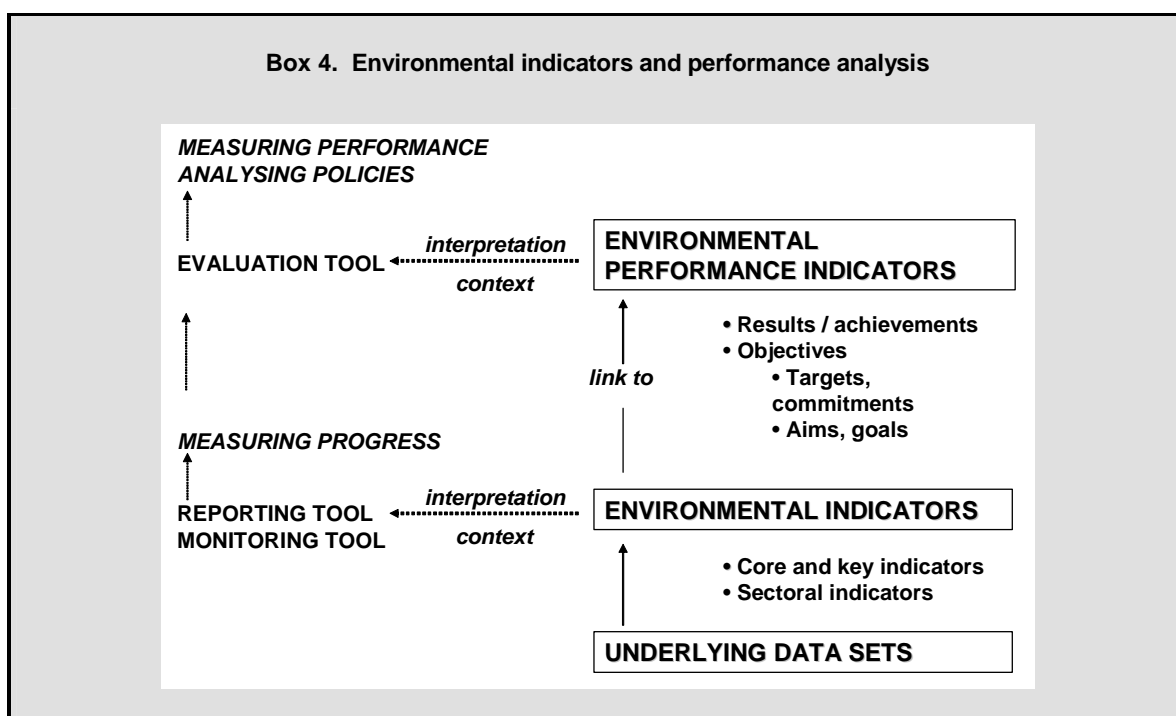 Box 4. Environmental indicators and performance analysis
MEASURING PERFORMANCE
ANALYSING POLICIES
EVALUATION TOOL
interpretation
context
ENVIRONMENTAL
PERFORMANCE INDICATORS
• Results / achievements
• Objectives
• Targets,
commitments
• Aims, goals
link to
MEASURING PROGRESS
REPORTING TOOL
MONITORING TOOL
interpretation
context
ENVIRONMENTAL INDICATORS
• Core and key indicators
• Sectoral indicators
UNDERLYING DATA SETS